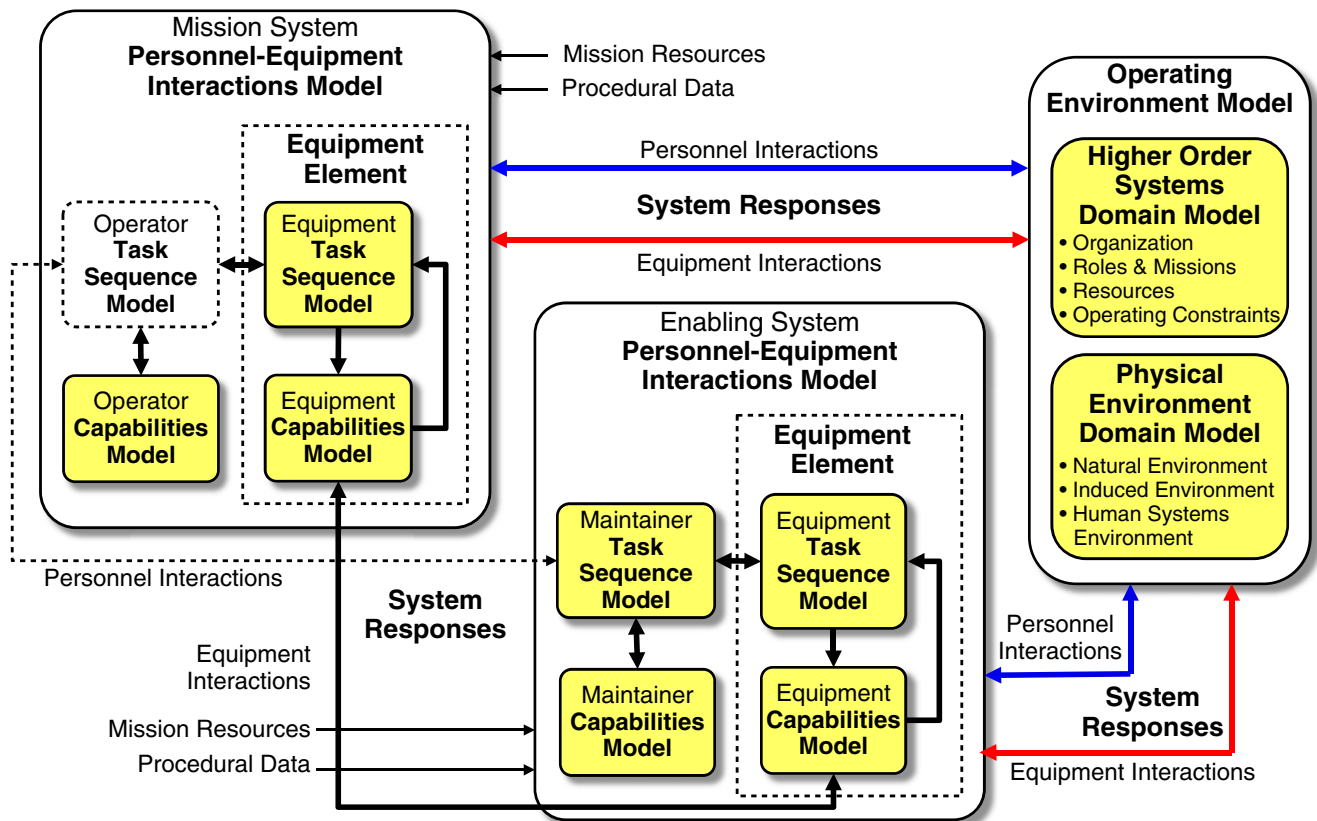 Mission System
Personnel-Equipment
Interactions Model
Mission Resources
Procedural Data
Equipment
Element
Operator
Task
Sequence
Model
Equipment
Task
Sequence
Model
Operator
Capabilities
Model
Equipment
Capabilities
Model
Personnel Interactions
System Responses
Equipment Interactions
Operating
Environment Model
Higher Order
Systems
Domain Model
• Organization
• Roles & Missions
• Resources
• Operating Constraints
Physical
Environment
Domain Model
• Natural Environment
• Induced Environment
• Human Systems
Environment
Enabling System
Personnel-Equipment
Interactions Model
Equipment
Element
Maintainer
Task
Sequence
Model
Equipment
Task
Sequence
Model
Maintainer
Capabilities
Model
Equipment
Capabilities
Model
Personnel Interactions
System
Responses
Equipment
Interactions
Mission Resources
Procedural Data
Personnel
Interactions
System
Responses
Equipment Interactions